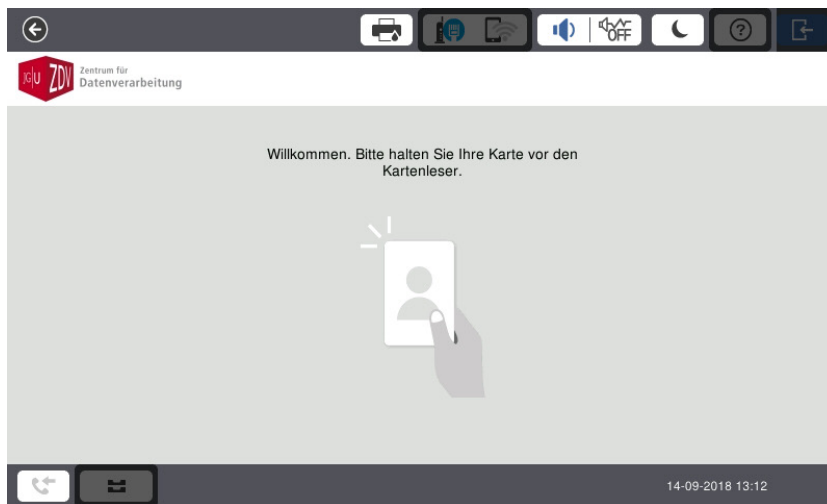 OFF
?
JG|U ZDV Zentrum für
Datenverarbeitung
Willkommen. Bitte halten Sie Ihre Karte vor den
Kartenleser.
14-09-2018 13:12